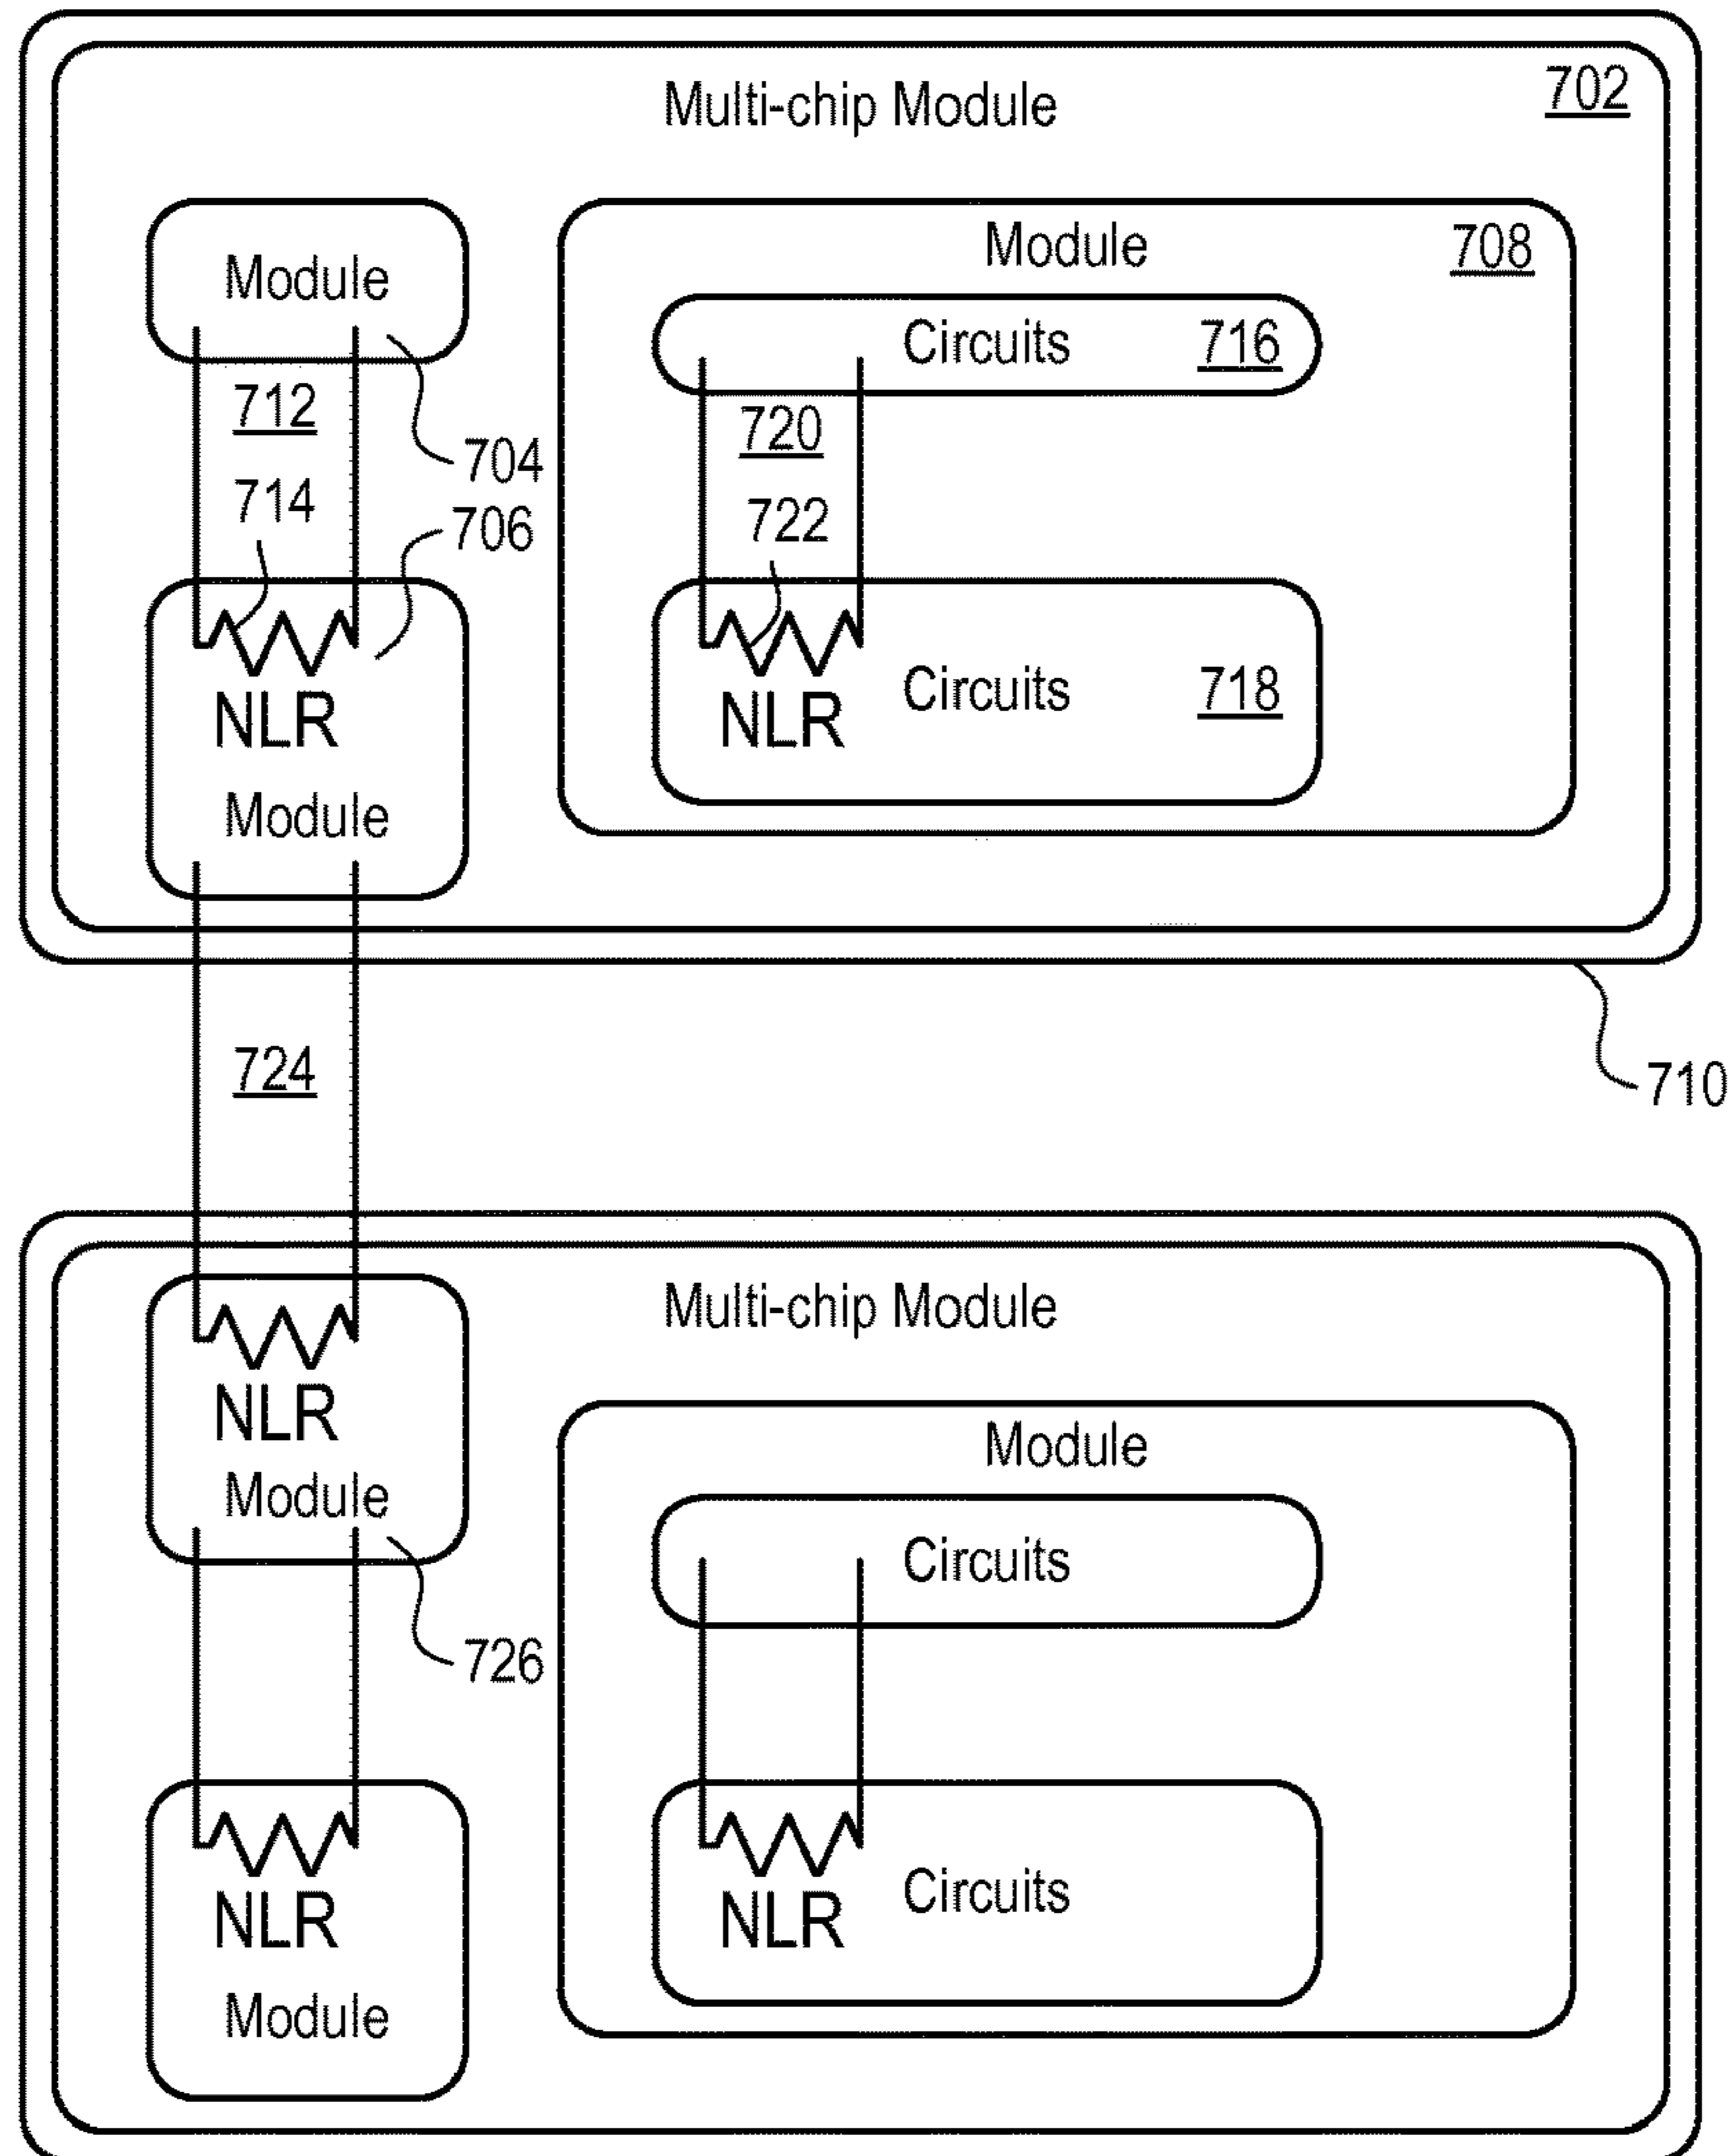 Multi-chip Module 702
Module
Module 708
Circuits 716
712
720
704
714
722
706
NLR
NLR
Circuits 718
Module
724
710
Multi-chip Module
NLR
Module
Module
Circuits
726
NLR
NLR
Circuits
Module